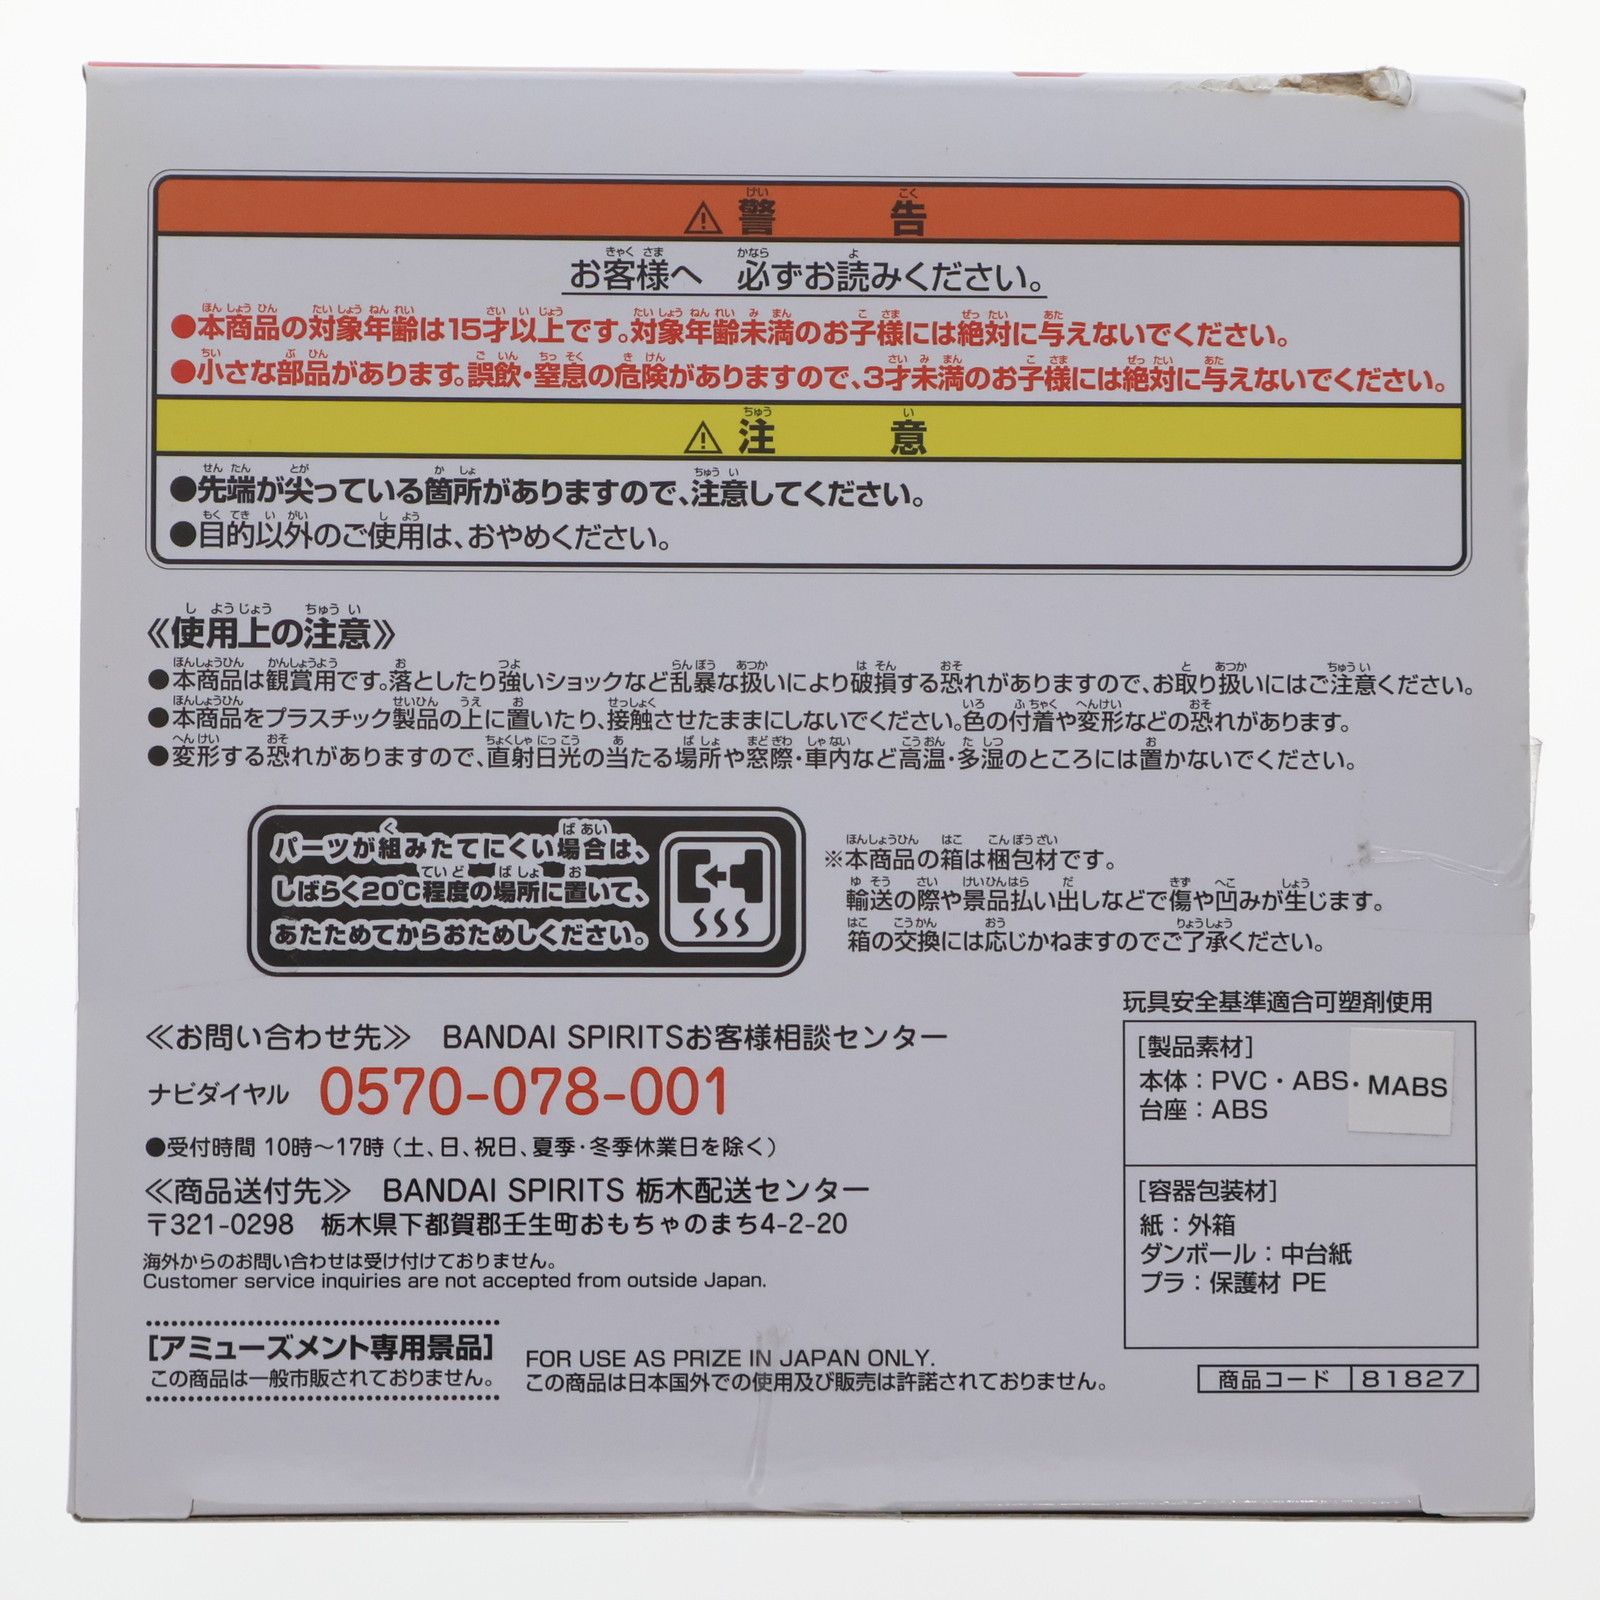 ⚠警告
お客様へ 必ずお読みください。
●本商品の対象年齢は15才以上です。対象年齢未満のお子様には絶対に与えないでください。
●小さな部品があります。誤飲・窒息の危険がありますので、3才未満のお子様には絶対に与えないでください。
⚠注意
●先端が尖っている箇所がありますので、注意してください。
●目的以外のご使用は、おやめください。
《使用上の注意》
●本商品は観賞用です。落としたり強いショックなど乱暴な扱いにより破損する恐れがありますので、お取り扱いにはご注意ください。
●本商品をプラスチック製品の上に置いたり、接触させたままにしないでください。色の付着や変形などの恐れがあります。
●変形する恐れがありますので、直射日光の当たる場所や窓際・車内など高温・多湿のところには置かないでください。
パーツが組みたてにくい場合は、
しばらく20℃程度の場所に置いて、
あたためてからおためしください。
※本商品の箱は梱包材です。
輸送の際や景品払い出しなどで傷や凹みが生じます。
箱の交換には応じかねますのでご了承ください。
≪お問い合わせ先≫ BANDAI SPIRITSお客様相談センター
ナビダイヤル 0570-078-001
●受付時間 10時〜17時（土、日、祝日、夏季・冬季休業日を除く）
≪商品送付先≫ BANDAI SPIRITS 栃木配送センター
〒321-0298 栃木県下都賀郡壬生町おもちゃのまち4-2-20
海外からのお問い合わせは受け付けておりません。
Customer service inquiries are not accepted from outside Japan.
[アミューズメント専用景品]
この商品は一般市販されておりません。
FOR USE AS PRIZE IN JAPAN ONLY.
この商品は日本国外での使用及び販売は許諾されておりません。
玩具安全基準適合可塑剤使用
[製品素材]
本体：PVC・ABS・MABS
台座：ABS
[容器包装材]
紙：外箱
ダンボール：中台紙
プラ：保護材 PE
商品コード 81827